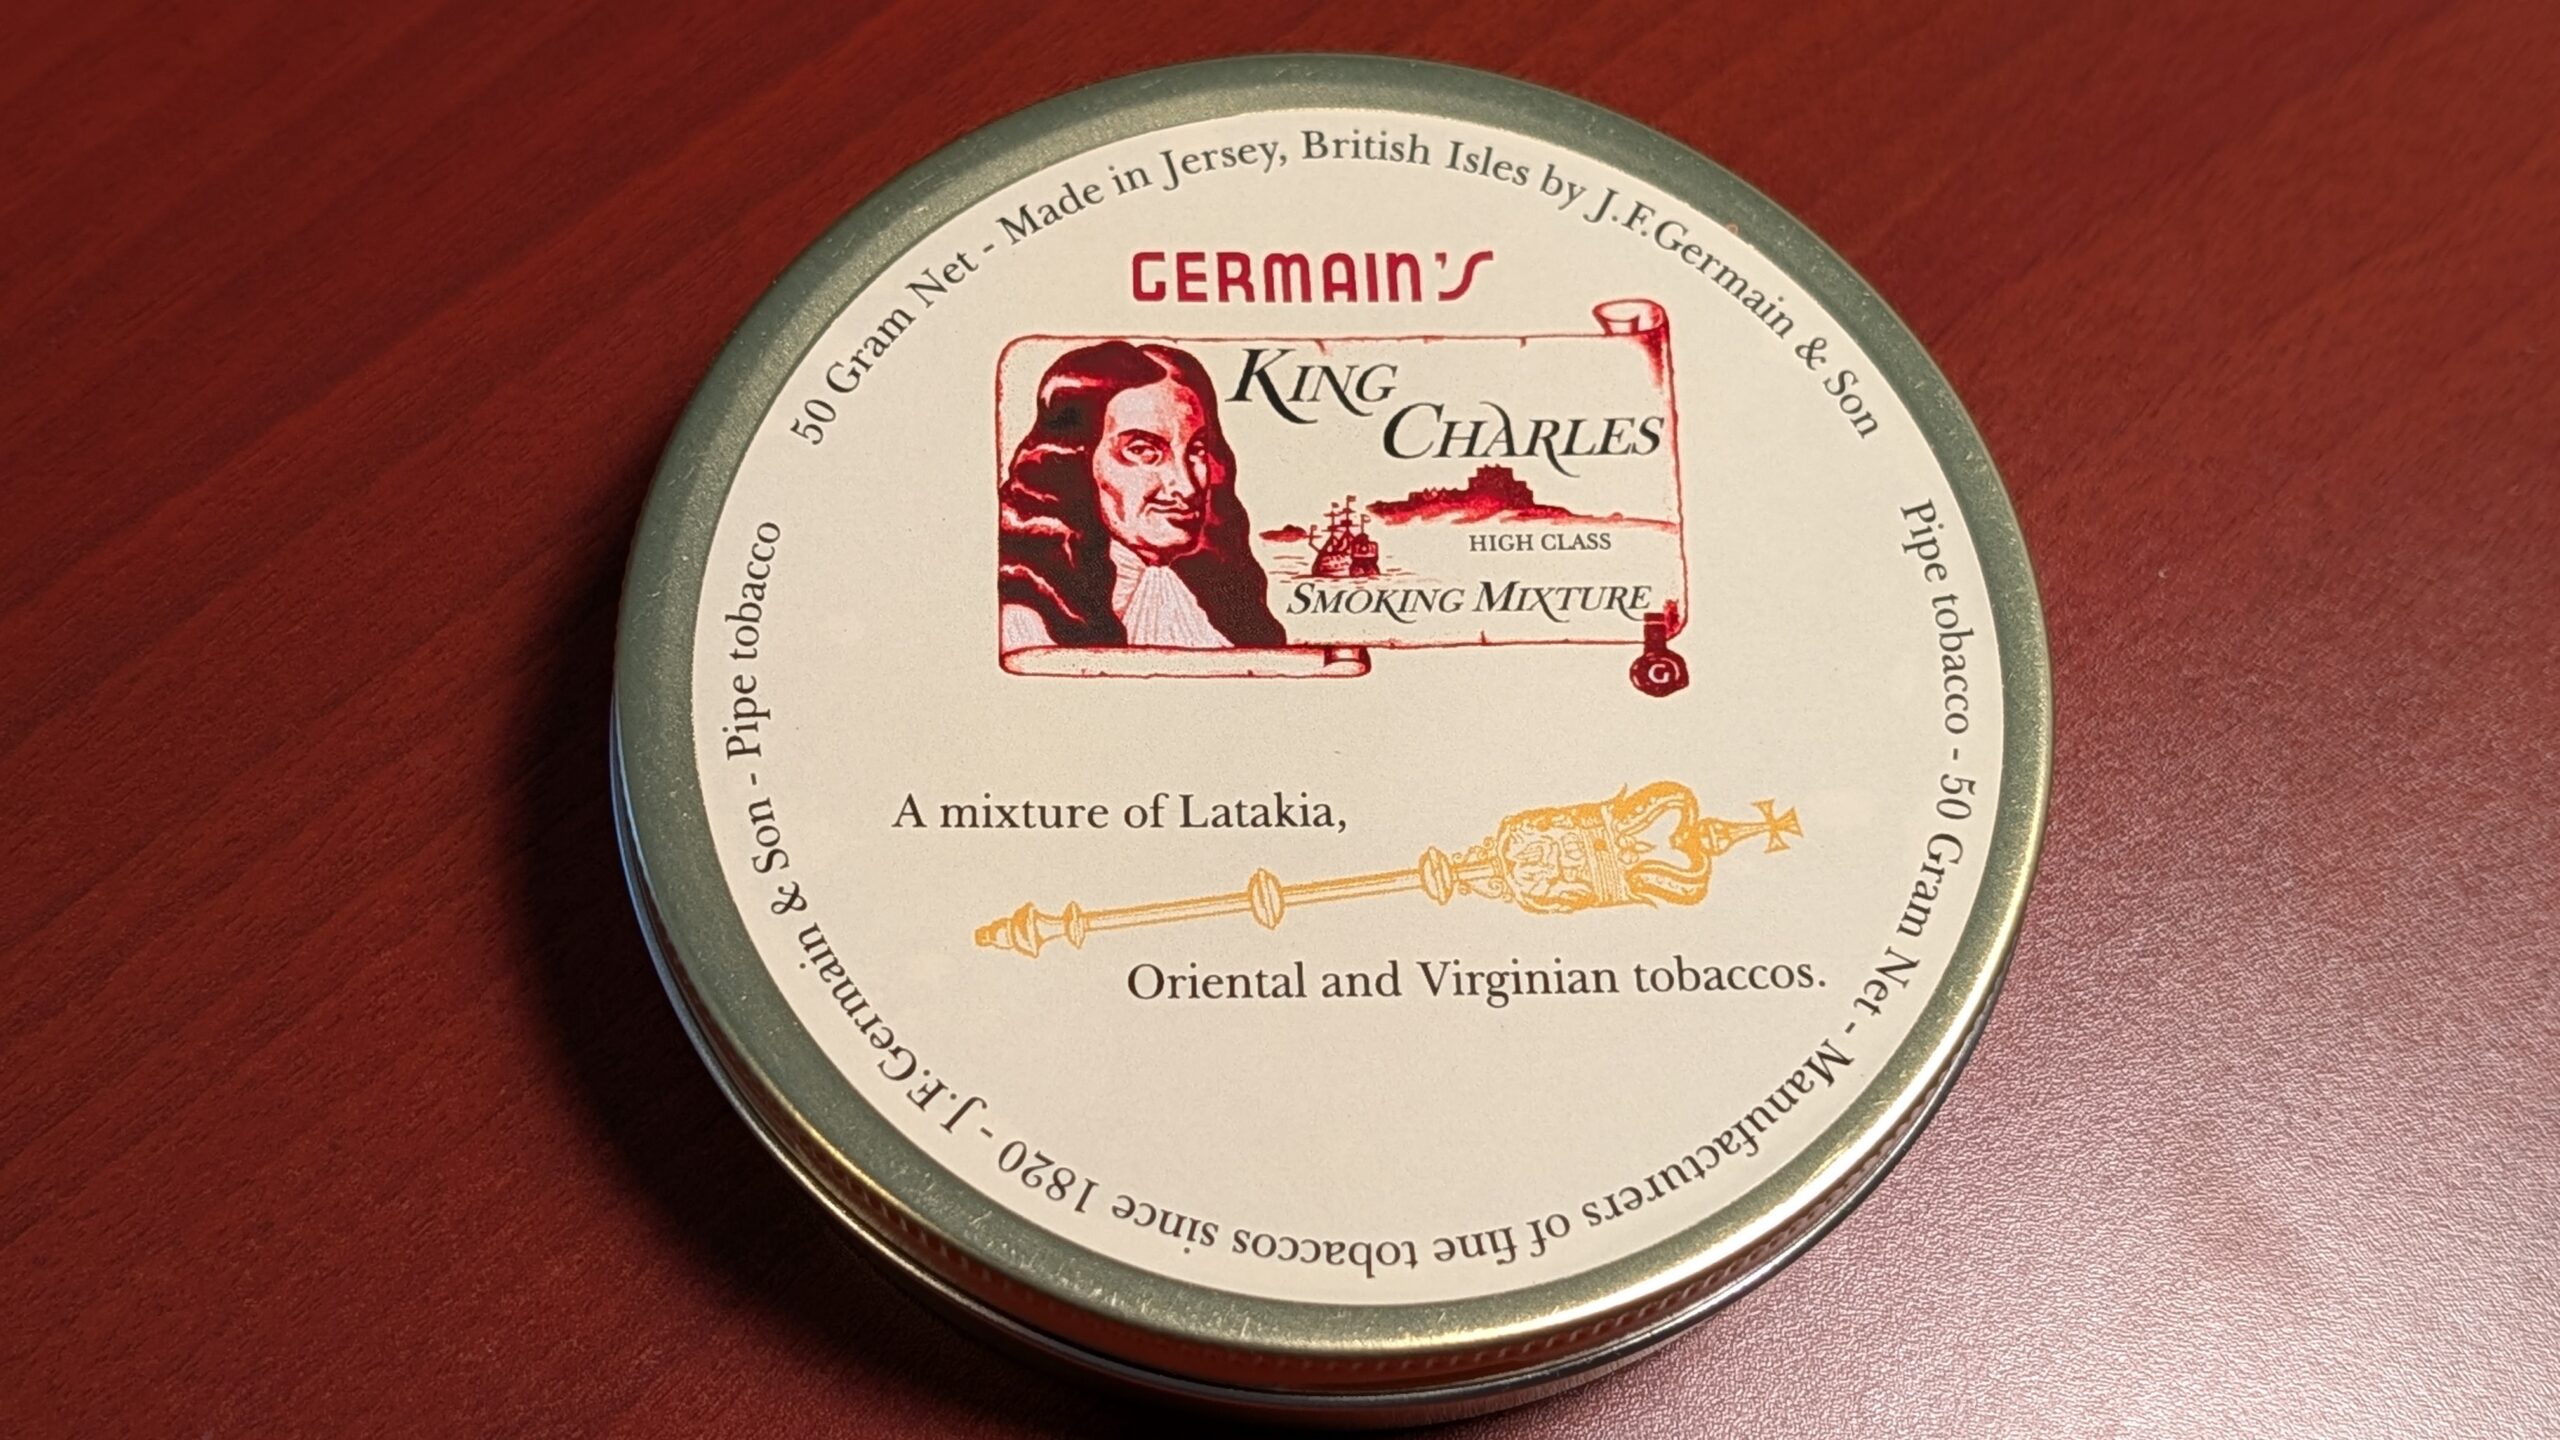 50 Gram Net - Made in Jersey, British Isles by J.F.Germain & Son
GERMAIN'S
KING
CHARLES
HIGH CLASS
SMOKING MIXTURE
G
A mixture of Latakia,
Oriental and Virginian tobaccos.
Pipe tobacco - 50 Gram Net - Manufacturers of fine tobaccos since 1820 - J.F.Germain & Son - Pipe tobacco